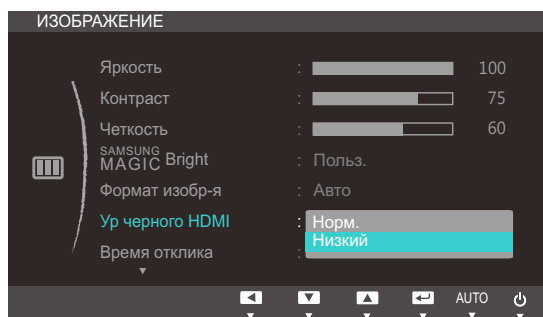 ИЗОБРАЖЕНИЕ
Яркость : 100
Контраст : 75
Четкость : 60
SAMSUNG MAGIC Bright : Польз.
Формат изобр-я : Авто
Ур черного HDMI : Норм.
Низкий
Время отклика :
AUTO